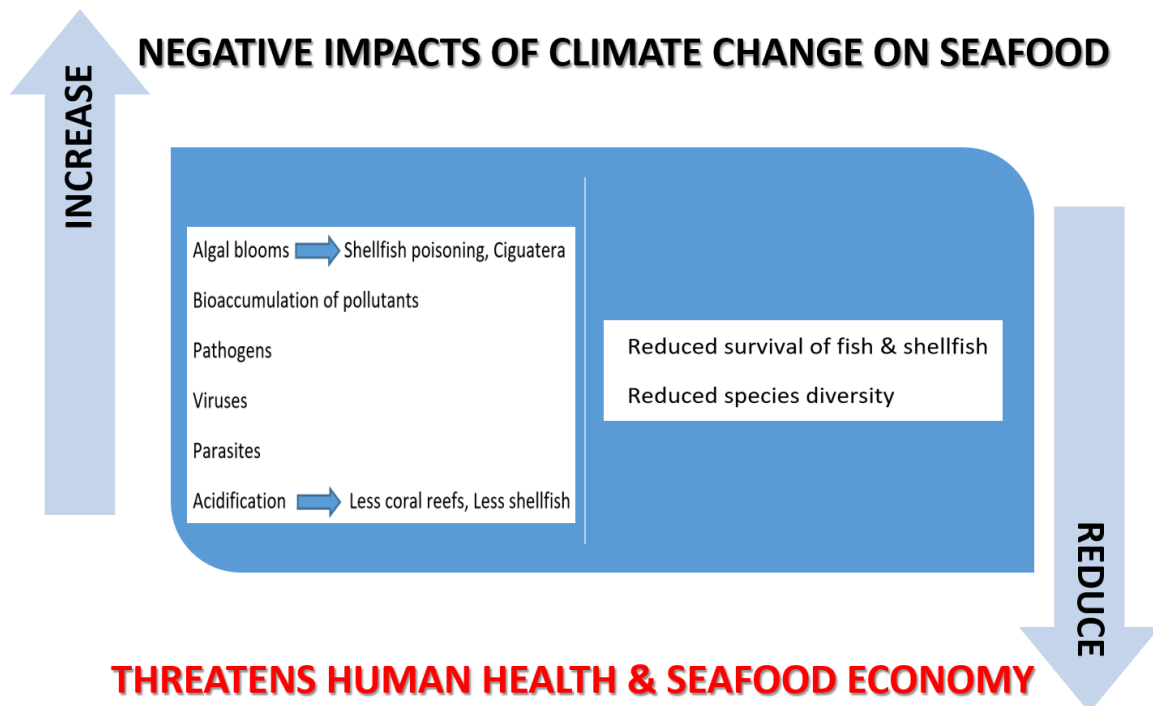 NEGATIVE IMPACTS OF CLIMATE CHANGE ON SEAFOOD
INCREASE
Algal blooms Shellfish poisoning, Ciguatera
Bioaccumulation of pollutants
Pathogens
Viruses
Parasites
Acidification Less coral reefs, Less shellfish
Reduced survival of fish & shellfish
Reduced species diversity
REDUCE
THREATENS HUMAN HEALTH & SEAFOOD ECONOMY